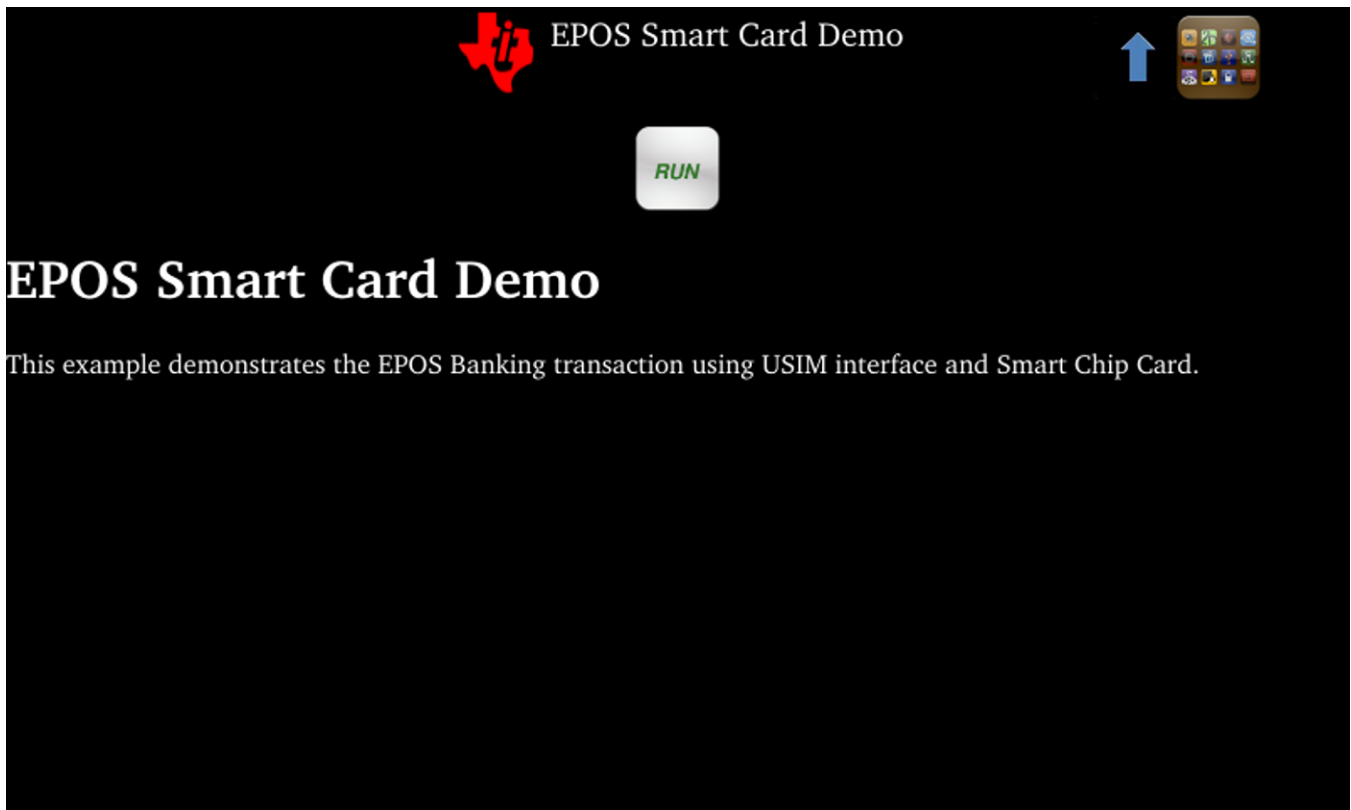 EPOS Smart Card Demo
RUN
EPOS Smart Card Demo
This example demonstrates the EPOS Banking transaction using USIM interface and Smart Chip Card.